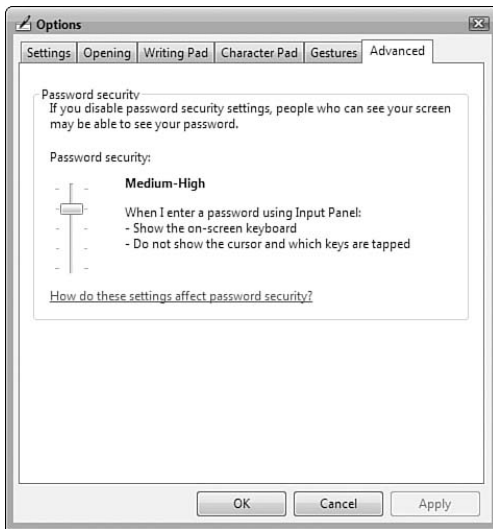 Options
Settings Opening Writing Pad Character Pad Gestures Advanced
Password security
If you disable password security settings, people who can see your screen
may be able to see your password.
Password security:
Medium-High
When I enter a password using Input Panel:
- Show the on-screen keyboard
- Do not show the cursor and which keys are tapped
How do these settings affect password security?
OK Cancel Apply